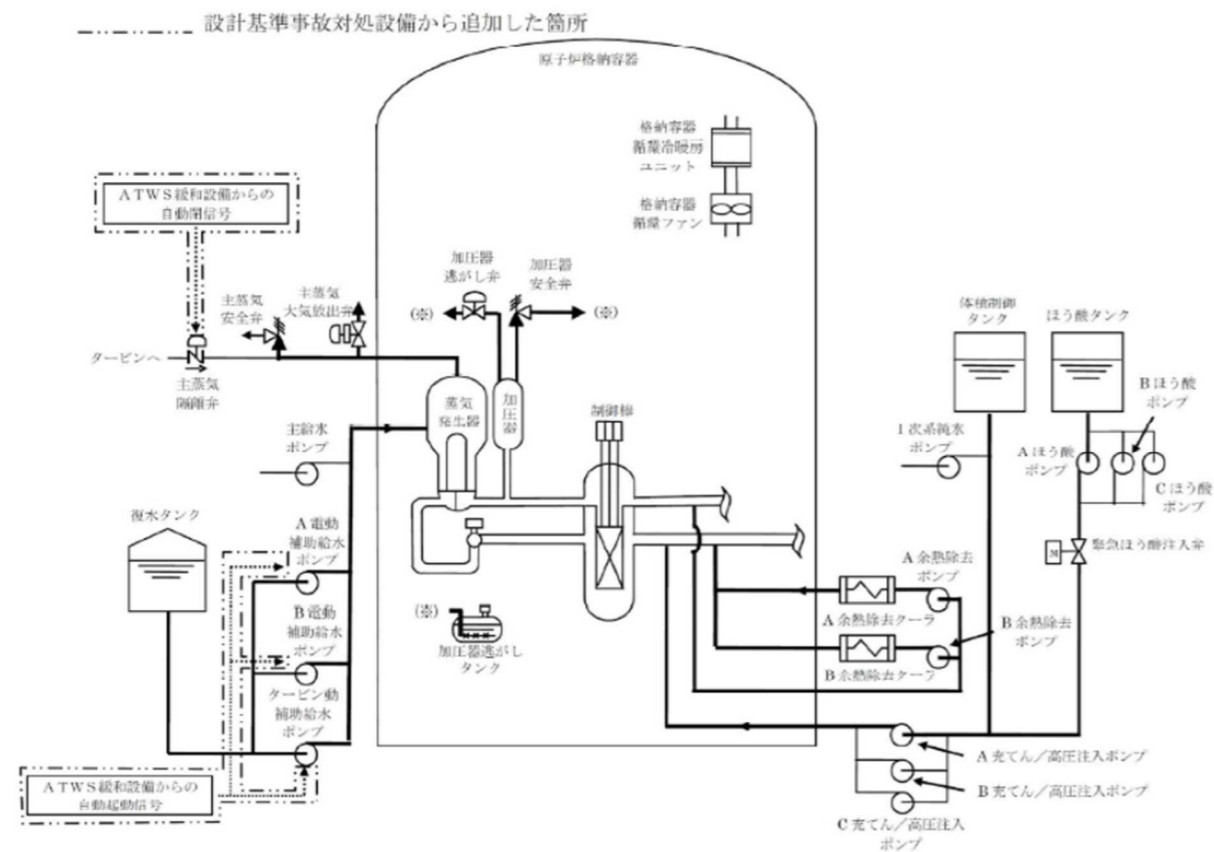 設計基準事故対処設備から追加した箇所
原子炉格納容器
格納容器
循環冷暖房
ユニット
格納容器
循環ファン
ATWS緩和設備からの
自動閉信号
主蒸気
安全弁
主蒸気
大気放出弁
タービンへ
主蒸気
隔離弁
加圧器
逃がし弁
加圧器
安全弁
(※)
(※)
蒸気
発生器
加
圧
器
制御棒
主給水
ポンプ
復水タンク
A電動
補助給水
ポンプ
B電動
補助給水
ポンプ
タービン動
補助給水
ポンプ
ATWS緩和設備からの
自動起動信号
(※)
加圧器逃がし
タンク
体積制御
タンク
ほう酸タンク
Bほう酸
ポンプ
1次系純水
ポンプ
Aほう酸
ポンプ
Cほう酸
ポンプ
M
緊急ほう酸注入弁
A余熱除去
ポンプ
A余熱除去クーラ
B余熱除去
ポンプ
B余熱除去クーラ
A充てん/高圧注入ポンプ
B充てん/高圧注入ポンプ
C充てん/高圧注入
ポンプ